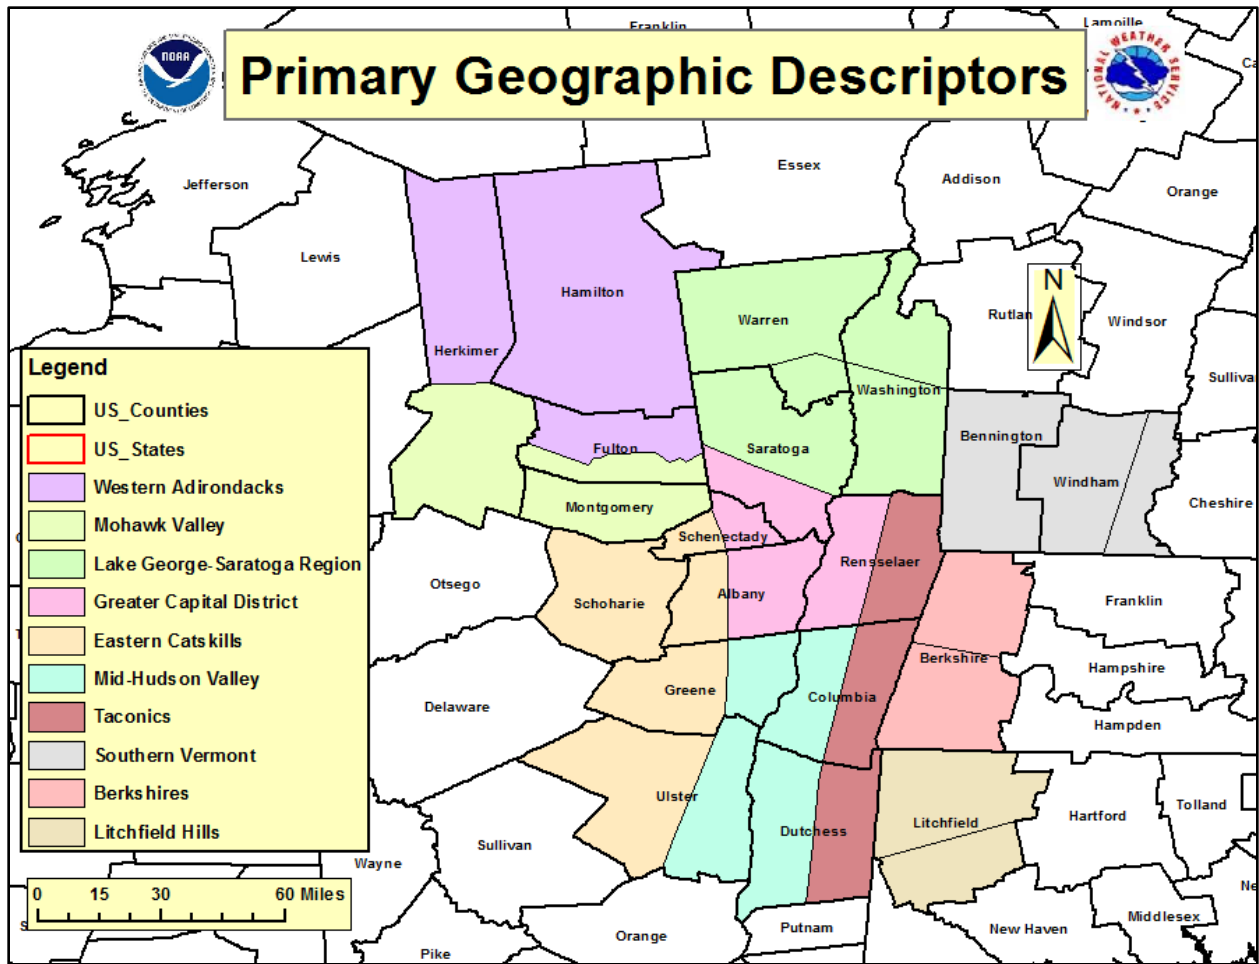 Franklin
Lamoille
NOAA
Primary Geographic Descriptors
NATIONAL WEATHER SERVICE
Essex
Addison
Jefferson
Orange
Lewis
Hamilton
N
Warren
Rutlan
Windsor
Herkimer
Sulliva
Washington
Legend
US_Counties
US_States
Western Adirondacks
Mohawk Valley
Lake George-Saratoga Region
Greater Capital District
Eastern Catskills
Mid-Hudson Valley
Taconics
Southern Vermont
Berkshires
Litchfield Hills
Fulton
Saratoga
Bennington
Windham
Cheshire
Montgomery
Schenectady
Otsego
Schoharie
Albany
Rensselaer
Franklin
Berkshire
Hampshire
Delaware
Greene
Columbia
Hampden
Ulster
Dutchess
Litchfield
Hartford
Tolland
Sullivan
Wayne
0 15 30 60 Miles
Orange
Putnam
New Haven
Middlesex
Pike